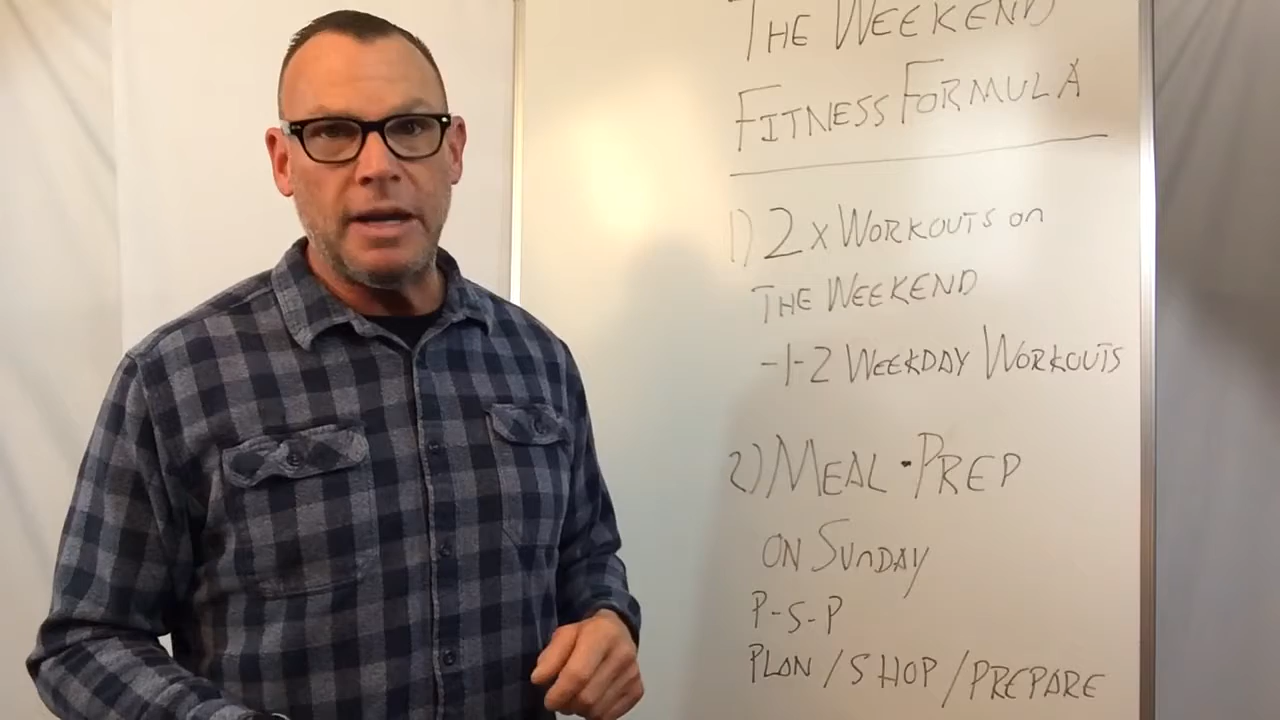 THE WEEKEND
FITNESS FORMULA
1) 2x WORKOUTS on
THE WEEKEND
-1-2 WEEKDAY WORKOUTS
2) MEAL-PREP
ON SUNDAY
P-S-P
PLAN/SHOP/PREPARE